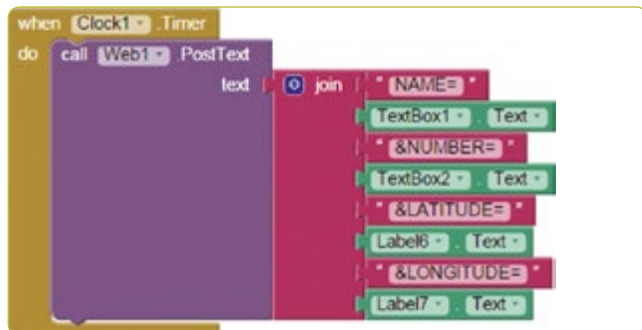 when Clock1 .Timer
do call Web1 .PostText
text join " NAME= "
TextBox1 . Text
" &NUMBER= "
TextBox2 . Text
" &LATITUDE= "
Label6 . Text
" &LONGITUDE= "
Label7 . Text